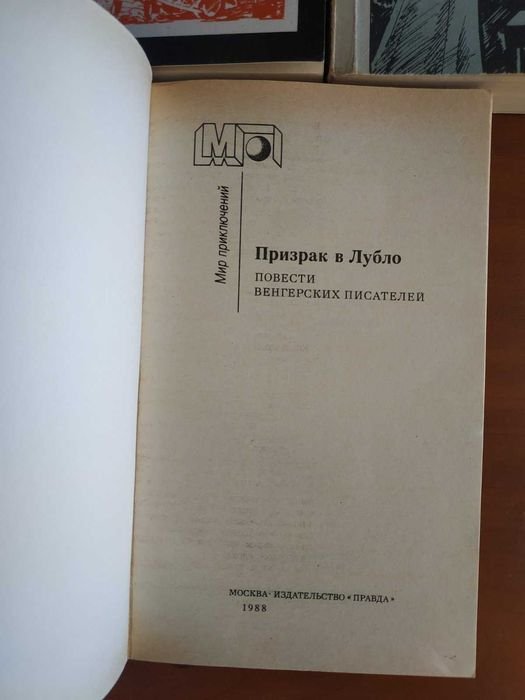 МП
Мир приключений
Призрак в Лубло
ПОВЕСТИ
ВЕНГЕРСКИХ ПИСАТЕЛЕЙ
МОСКВА · ИЗДАТЕЛЬСТВО «ПРАВДА»
1988